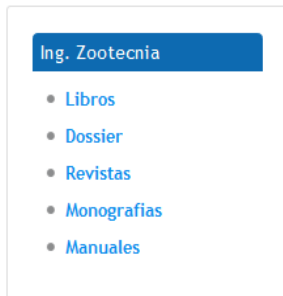 Ing. Zootecnia
Libros
Dossier
Revistas
Monografias
Manuales